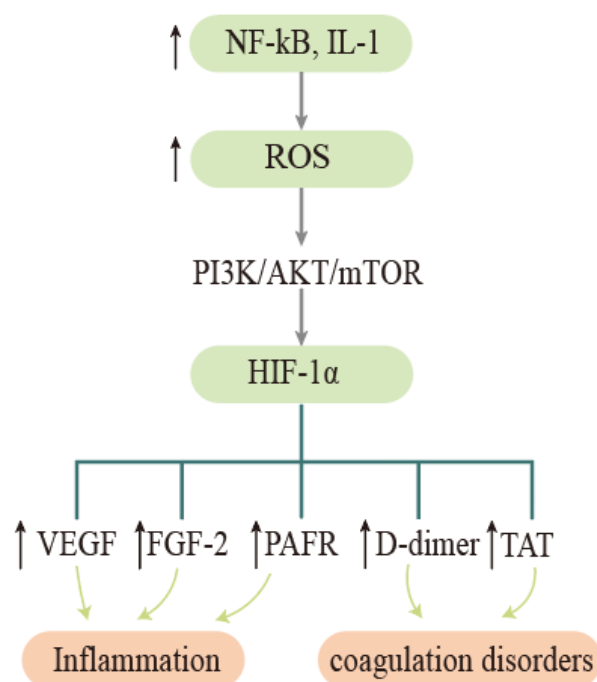 NF-kB, IL-1
ROS
PI3K/AKT/mTOR
HIF-1α
VEGF FGF-2 PAFR D-dimer TAT
Inflammation coagulation disorders